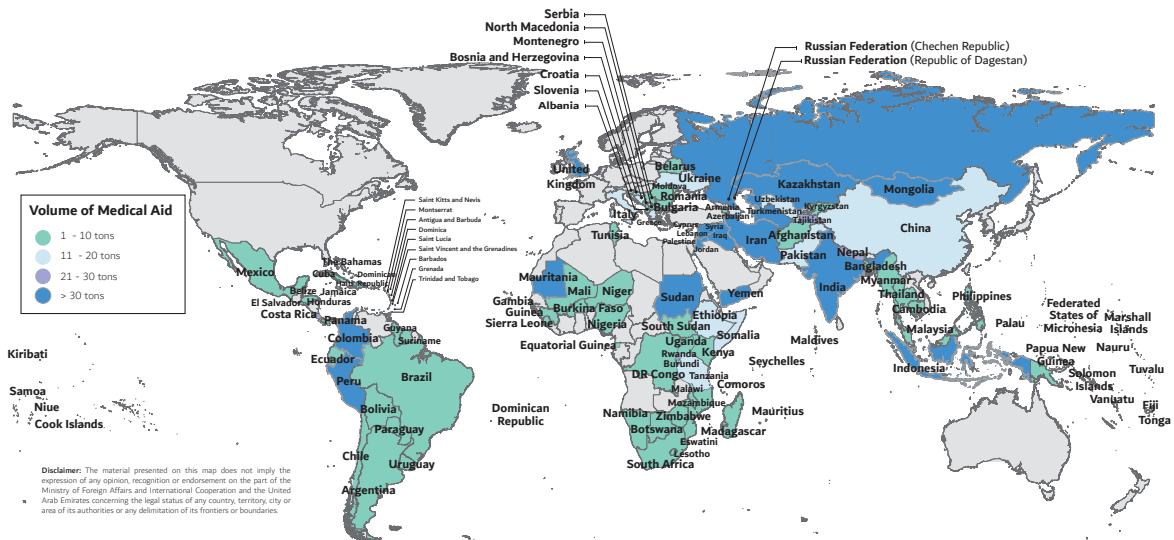 Serbia
North Macedonia
Montenegro
Bosnia and Herzegovina
Croatia
Slovenia
Albania
Russian Federation (Chechen Republic)
Russian Federation (Republic of Dagestan)
United
Kingdom
Belarus
Ukraine
Moldova
Romania
Bulgaria
Italy
Greece
Kazakhstan
Mongolia
Uzbekistan
Armenia
Azerbaijan
Turkmenistan
Kyrgyzstan
Tajikistan
China
Cyprus
Syria
Lebanon
Iraq
Palestine
Jordan
Iran
Afghanistan
Pakistan
Nepal
Bangladesh
India
Myanmar
Thailand
Cambodia
Philippines
Malaysia
Indonesia
Maldives
Palau
Federated
States of
Micronesia
Marshall
Islands
Nauru
Papua New
Guinea
Solomon
Islands
Tuvalu
Vanuatu
Fiji
Tonga
Volume of Medical Aid
1 - 10 tons
11 - 20 tons
21 - 30 tons
> 30 tons
Saint Kitts and Nevis
Montserrat
Antigua and Barbuda
Dominica
Saint Lucia
Saint Vincent and the Grenadines
Barbados
Grenada
Trinidad and Tobago
Mexico
The Bahamas
Cuba
Dominican
Republic
Haiti
Belize
Jamaica
El Salvador
Honduras
Costa Rica
Panama
Colombia
Guyana
Suriname
Ecuador
Peru
Brazil
Bolivia
Paraguay
Chile
Uruguay
Argentina
Tunisia
Mauritania
Mali
Niger
Sudan
Yemen
Gambia
Guinea
Sierra Leone
Burkina Faso
Nigeria
Ethiopia
South Sudan
Somalia
Equatorial Guinea
Uganda
Rwanda
Kenya
Burundi
DR Congo
Tanzania
Seychelles
Malawi
Comoros
Mozambique
Namibia
Zimbabwe
Mauritius
Botswana
Madagascar
Eswatini
Lesotho
South Africa
Dominican
Republic
Kiribati
Samoa
Niue
Cook Islands
Disclaimer: The material presented on this map does not imply the
expression of any opinion, recognition or endorsement on the part of the
Ministry of Foreign Affairs and International Cooperation and the United
Arab Emirates concerning the legal status of any country, territory, city or
area of its authorities or any delimitation of its frontiers or boundaries.